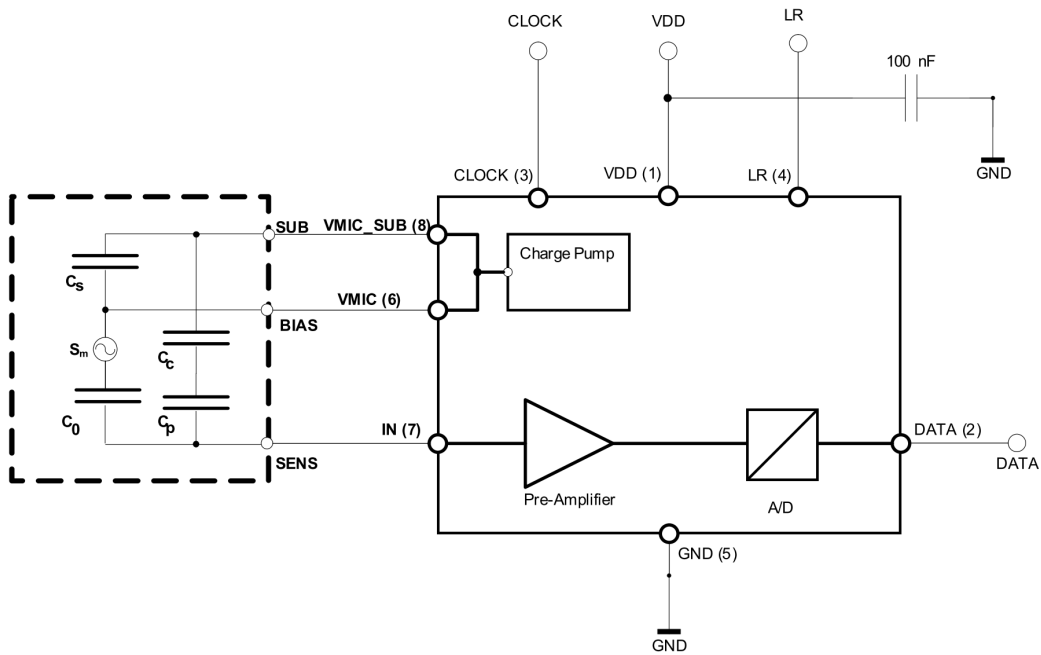 CLOCK
VDD
LR
100 nF
GND
CLOCK (3)
VDD (1)
LR (4)
SUB
VMIC_SUB (8)
Charge Pump
Cs
VMIC (6)
BIAS
Sm
Cc
C0
Cp
IN (7)
SENS
Pre-Amplifier
A/D
DATA (2)
DATA
GND (5)
GND